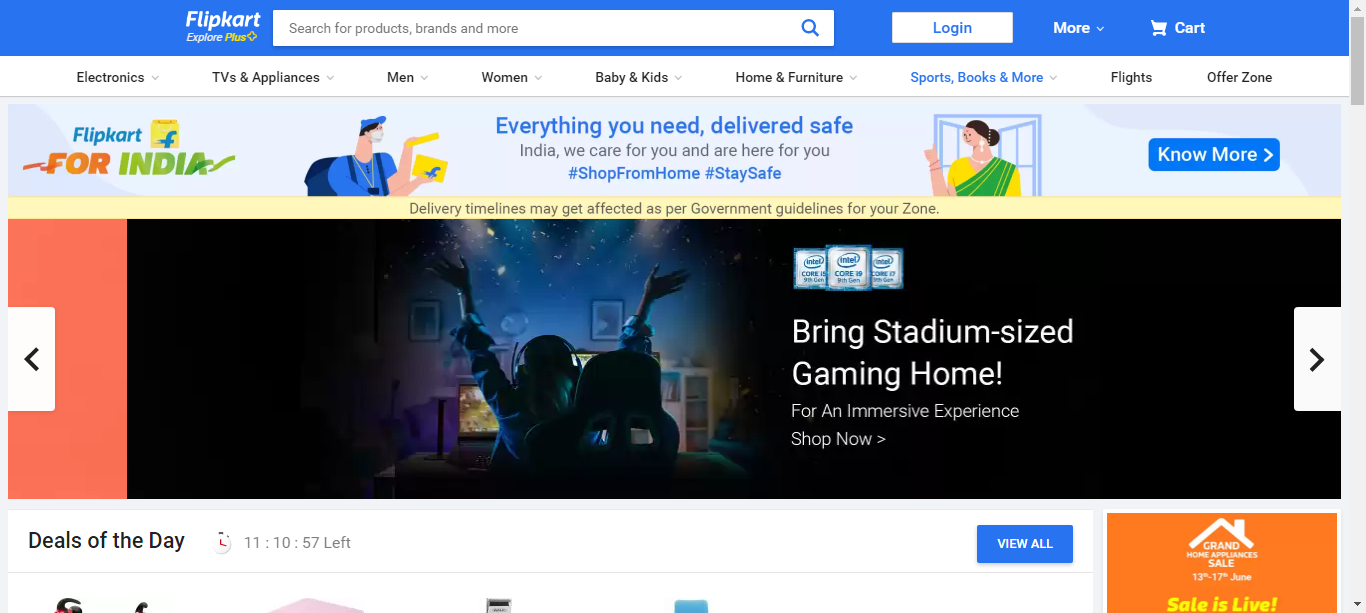 Flipkart
Explore Plus
Search for products, brands and more
Login
More
Cart
Electronics
TVs & Appliances
Men
Women
Baby & Kids
Home & Furniture
Sports, Books & More
Flights
Offer Zone
Flipkart
FOR INDIA
Everything you need, delivered safe
India, we care for you and are here for you
#ShopFromHome #StaySafe
Know More
Delivery timelines may get affected as per Government guidelines for your Zone.
intel intel intel
CORE i5 CORE i9 CORE i7
9th Gen 9th Gen 9th Gen
Bring Stadium-sized
Gaming Home!
For An Immersive Experience
Shop Now >
Deals of the Day
11 : 10 : 57 Left
VIEW ALL
GRAND
HOME APPLIANCES
SALE
13th-17th June
Sale is Live!